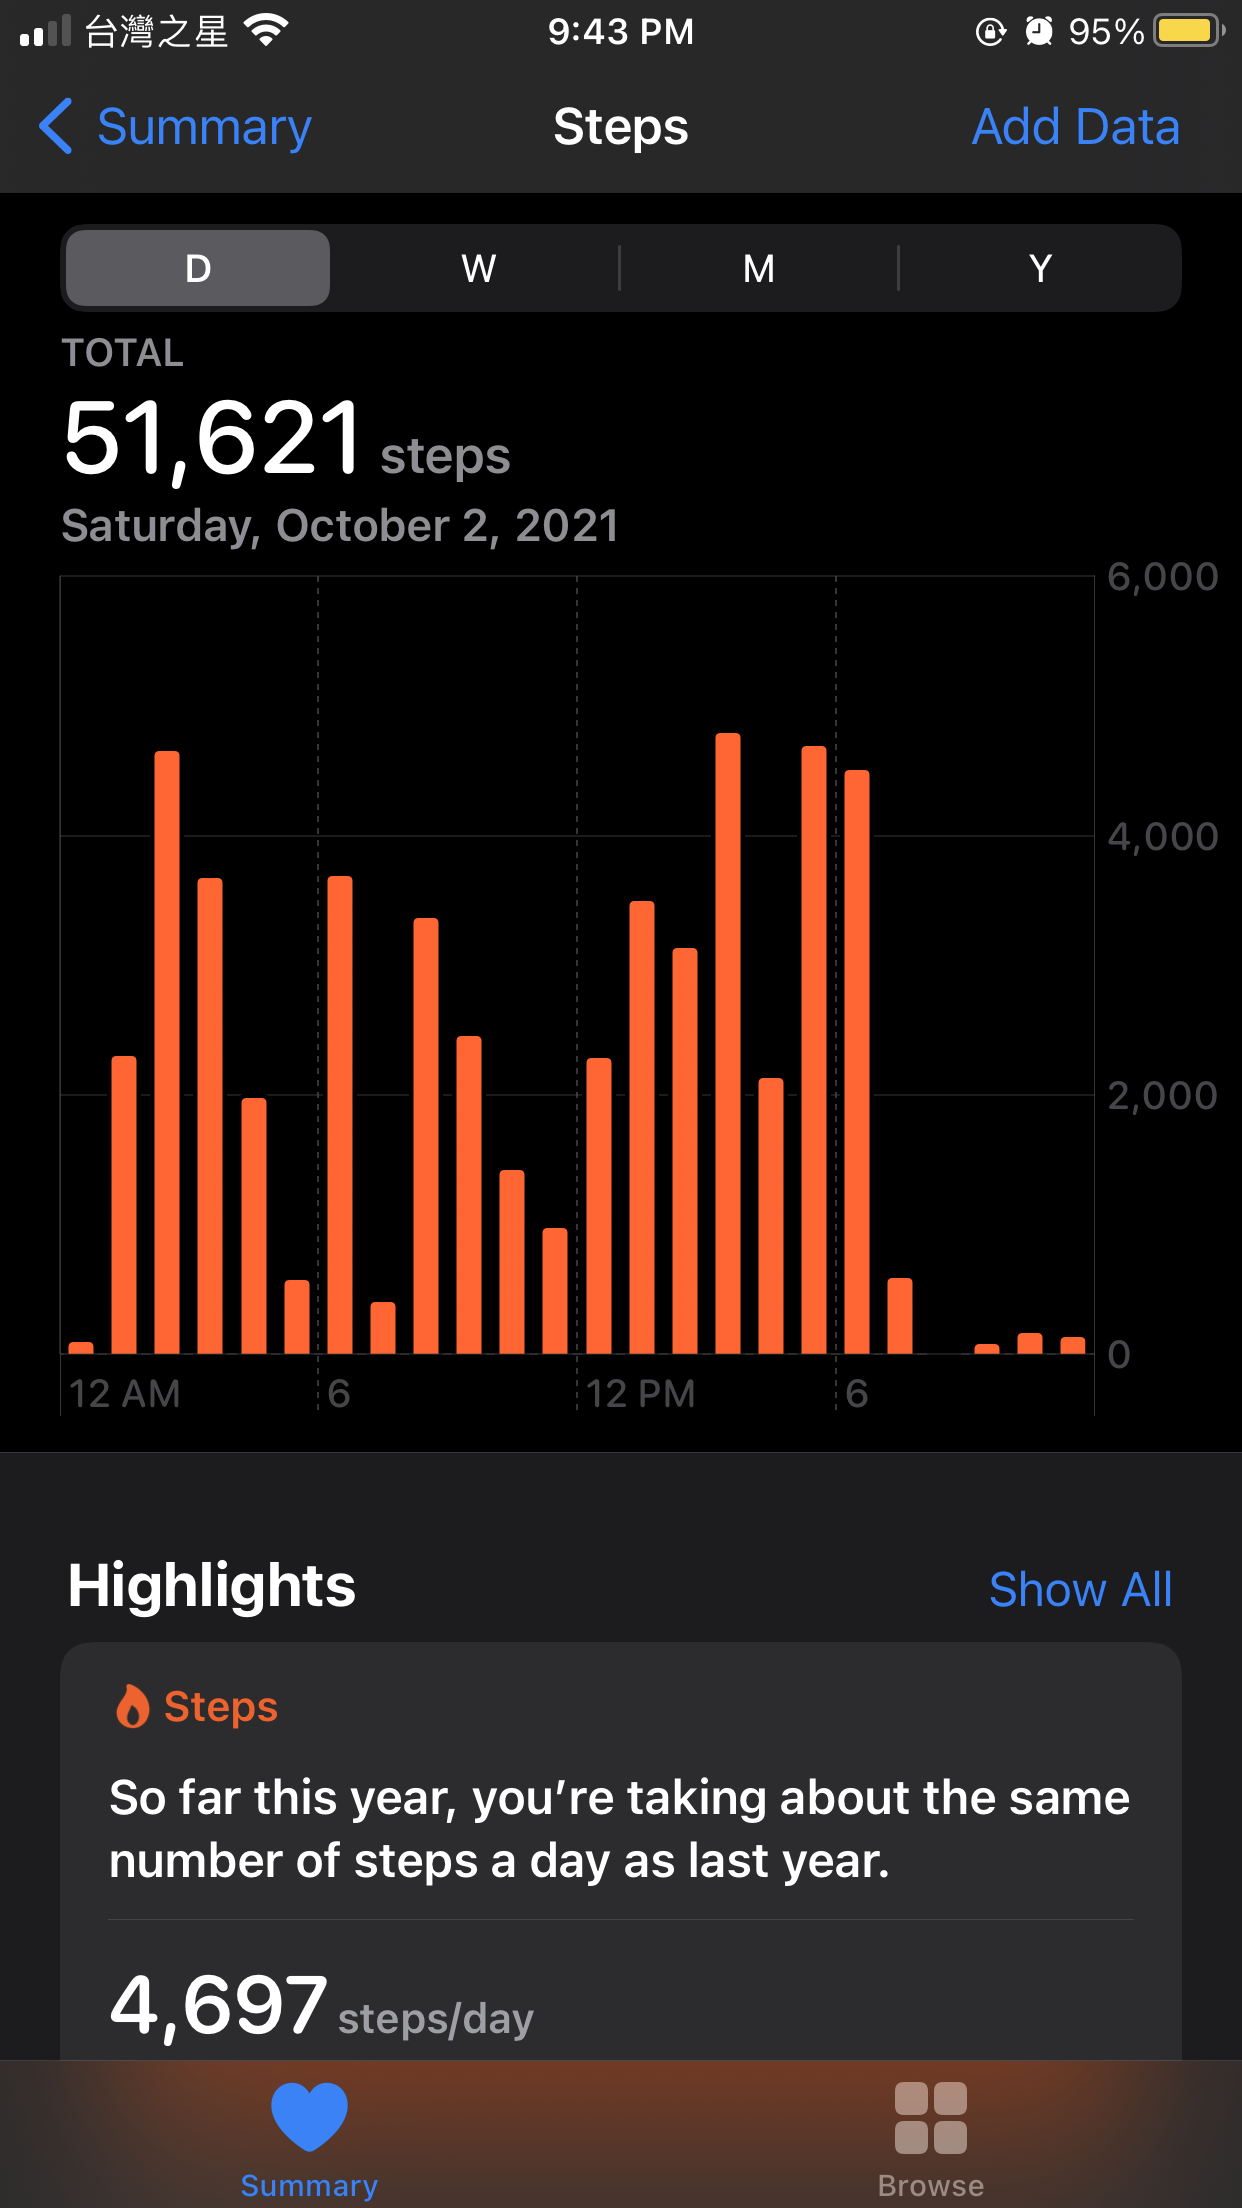 台灣之星 9:43 PM 95%
Summary Steps Add Data
D W M Y
TOTAL
51,621 steps
Saturday, October 2, 2021
6,000
4,000
2,000
0
12 AM 6 12 PM 6
Highlights Show All
Steps
So far this year, you’re taking about the same
number of steps a day as last year.
4,697 steps/day
Summary Browse